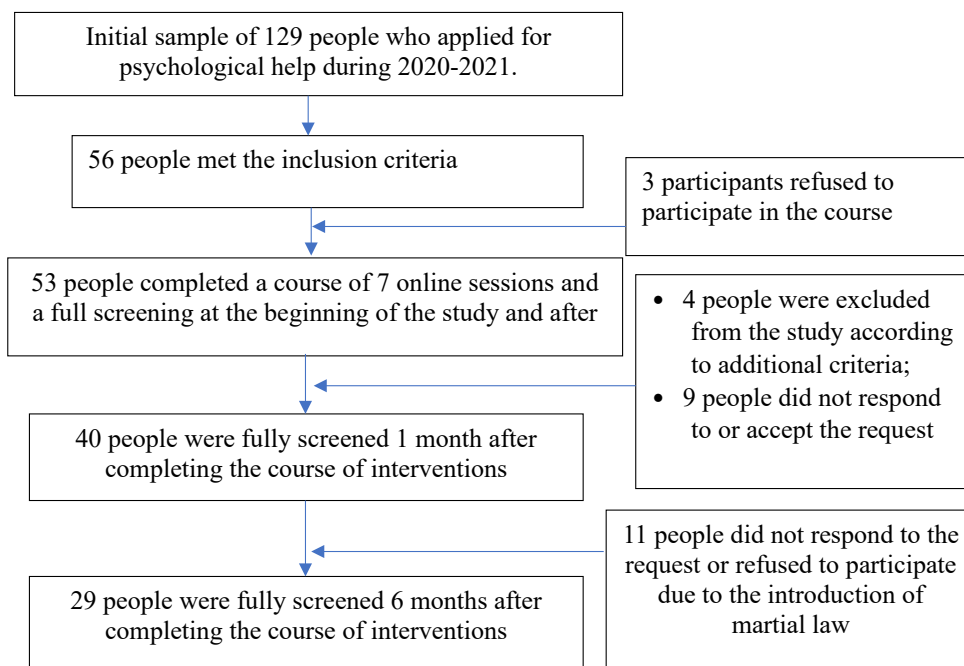 Initial sample of 129 people who applied for
psychological help during 2020-2021.
56 people met the inclusion criteria
3 participants refused to
participate in the course
53 people completed a course of 7 online sessions and
a full screening at the beginning of the study and after
• 4 people were excluded
from the study according
to additional criteria;
• 9 people did not respond
to or accept the request
40 people were fully screened 1 month after
completing the course of interventions
11 people did not respond to the
request or refused to participate
due to the introduction of
martial law
29 people were fully screened 6 months after
completing the course of interventions